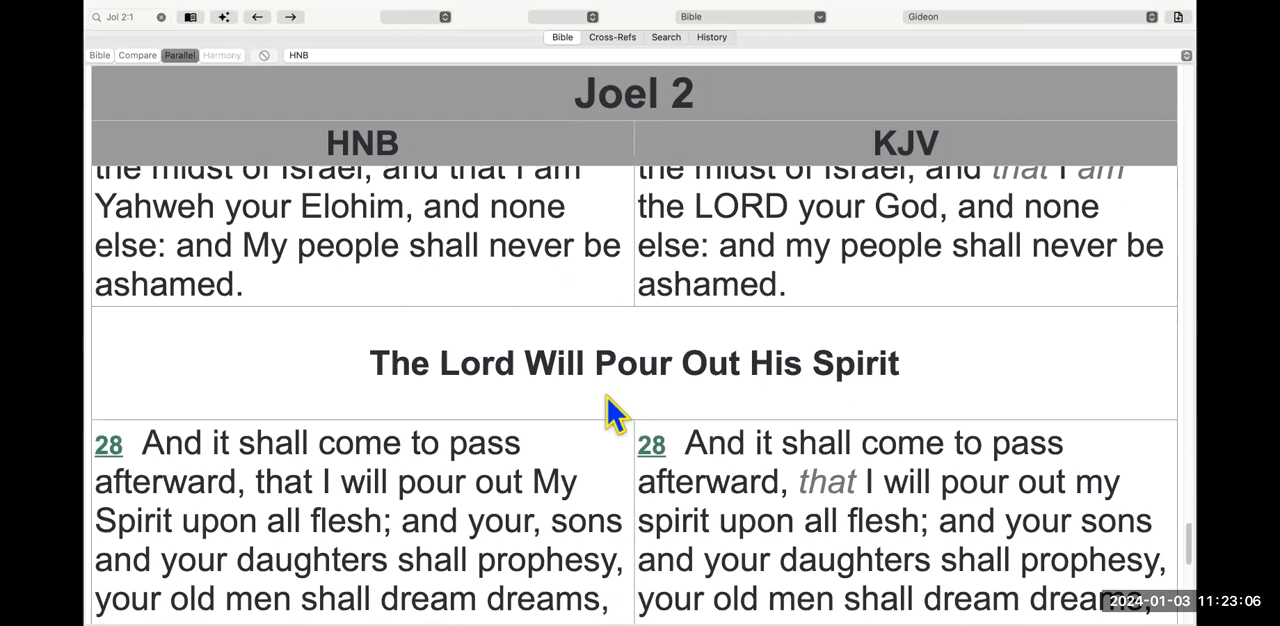 Jol 2:1
Bible
Gideon
Bible Cross-Refs Search History
Bible Compare Parallel Harmony HNB
Joel 2
HNB
KJV
the midst of Israel, and that I am
Yahweh your Elohim, and none
else: and My people shall never be
ashamed.
the midst of Israel, and that I am
the LORD your God, and none
else: and my people shall never be
ashamed.
The Lord Will Pour Out His Spirit
28 And it shall come to pass
afterward, that I will pour out My
Spirit upon all flesh; and your, sons
and your daughters shall prophesy,
your old men shall dream dreams,
28 And it shall come to pass
afterward, that I will pour out my
spirit upon all flesh; and your sons
and your daughters shall prophesy,
your old men shall dream dreams,
2024-01-03 11:23:06